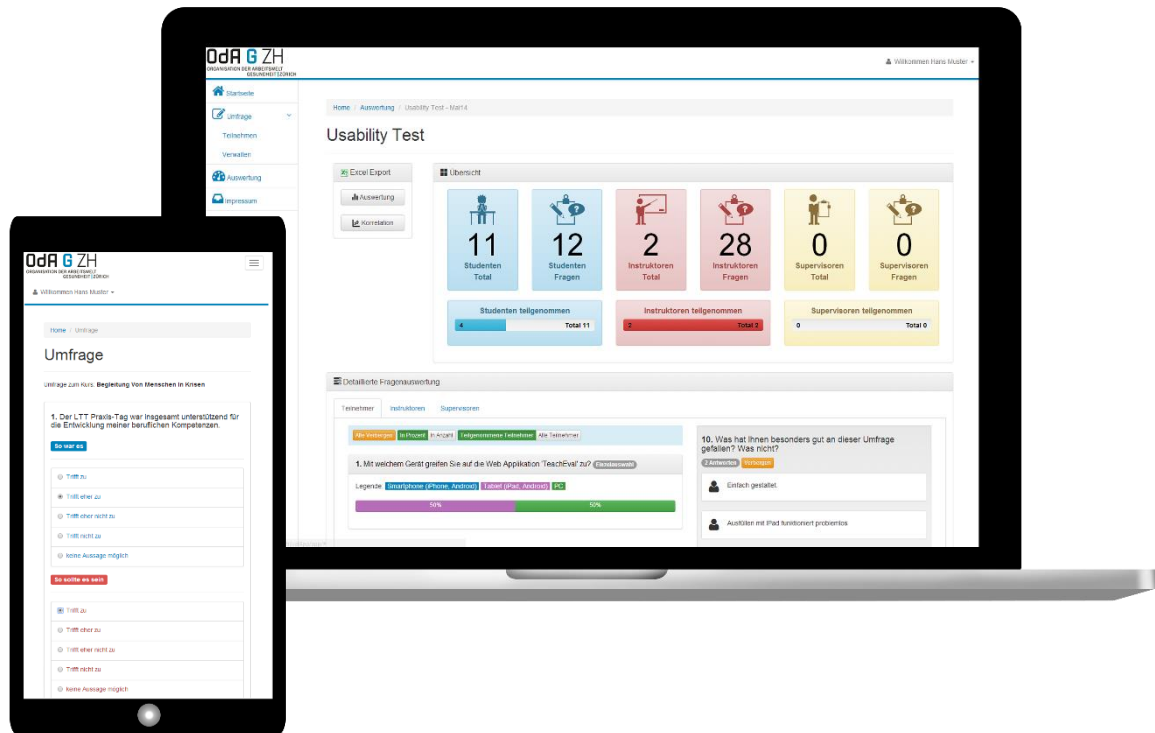 OdA G ZH
ORGANISATION DER ARBEITSWELT
GESUNDHEIT ZÜRICH
Willkommen Hans Muster
Startseite
Umfrage
Teilnehmen
Verwalten
Auswertung
Impressum
Home / Auswertung / Usability Test - Mai14
Usability Test
Excel Export
Auswertung
Korrelation
Übersicht
11
Studenten
Total
12
Studenten
Fragen
2
Instruktoren
Total
28
Instruktoren
Fragen
0
Supervisoren
Total
0
Supervisoren
Fragen
Studenten teilgenommen
4 Total 11
Instruktoren teilgenommen
2 Total 2
Supervisoren teilgenommen
0 Total 0
Detaillierte Fragenauswertung
Teilnehmer Instruktoren Supervisoren
Alle Verbergen In Prozent In Anzahl Teilgenommene Teilnehmer Alle Teilnehmer
1. Mit welchem Gerät greifen Sie auf die Web Applikation 'TeachEval' zu? Einzelauswahl
Legende: Smartphone (iPhone, Android) Tablet (iPad, Android) PC
50% 50%
10. Was hat Ihnen besonders gut an dieser Umfrage
gefallen? Was nicht?
2 Antworten Verbergen
Einfach gestaltet.
Ausfüllen mit iPad funktioniert problemlos
OdA G ZH
ORGANISATION DER ARBEITSWELT
GESUNDHEIT ZÜRICH
Willkommen Hans Muster
Home / Umfrage
Umfrage
Umfrage zum Kurs: Begleitung Von Menschen in Krisen
1. Der LTT Praxis-Tag war insgesamt unterstützend für
die Entwicklung meiner beruflichen Kompetenzen.
So war es
Trifft zu
Trifft eher zu
Trifft eher nicht zu
Trifft nicht zu
keine Aussage möglich
So sollte es sein
Trifft zu
Trifft eher zu
Trifft eher nicht zu
Trifft nicht zu
keine Aussage möglich